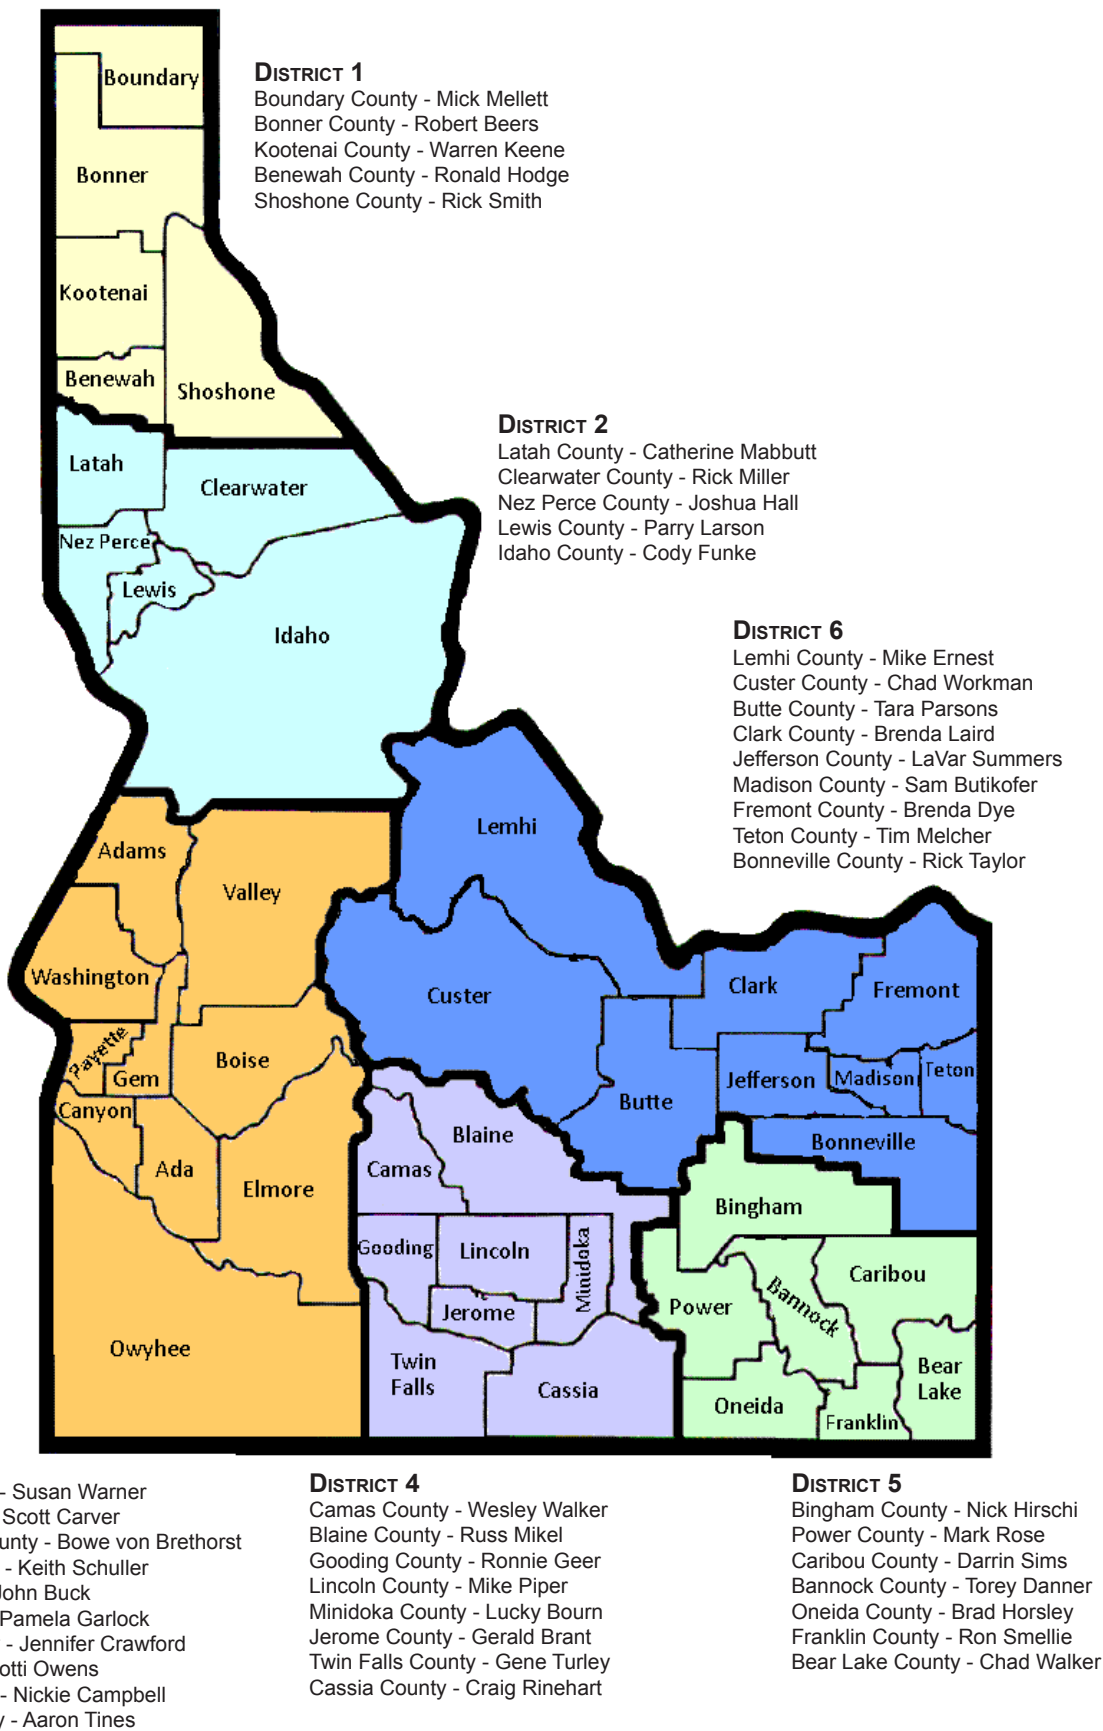 Boundary
Bonner
Kootenai
Benewah
Shoshone
DISTRICT 1
Boundary County - Mick Mellett
Bonner County - Robert Beers
Kootenai County - Warren Keene
Benewah County - Ronald Hodge
Shoshone County - Rick Smith
Latah
Clearwater
Nez Perce
Lewis
Idaho
DISTRICT 2
Latah County - Catherine Mabbutt
Clearwater County - Rick Miller
Nez Perce County - Joshua Hall
Lewis County - Parry Larson
Idaho County - Cody Funke
DISTRICT 6
Lemhi County - Mike Ernest
Custer County - Chad Workman
Butte County - Tara Parsons
Clark County - Brenda Laird
Jefferson County - LaVar Summers
Madison County - Sam Butikofer
Fremont County - Brenda Dye
Teton County - Tim Melcher
Bonneville County - Rick Taylor
Adams
Valley
Washington
Payette
Gem
Boise
Canyon
Ada
Elmore
Owyhee
Lemhi
Custer
Clark
Fremont
Butte
Jefferson
Madison
Teton
Bonneville
Blaine
Camas
Gooding
Lincoln
Minidoka
Jerome
Twin
Falls
Cassia
Bingham
Power
Bannock
Caribou
Oneida
Franklin
Bear
Lake
- Susan Warner
Scott Carver
unty - Bowe von Brethorst
- Keith Schuller
John Buck
Pamela Garlock
- Jennifer Crawford
otti Owens
- Nickie Campbell
y - Aaron Tines
DISTRICT 4
Camas County - Wesley Walker
Blaine County - Russ Mikel
Gooding County - Ronnie Geer
Lincoln County - Mike Piper
Minidoka County - Lucky Bourn
Jerome County - Gerald Brant
Twin Falls County - Gene Turley
Cassia County - Craig Rinehart
DISTRICT 5
Bingham County - Nick Hirschi
Power County - Mark Rose
Caribou County - Darrin Sims
Bannock County - Torey Danner
Oneida County - Brad Horsley
Franklin County - Ron Smellie
Bear Lake County - Chad Walker